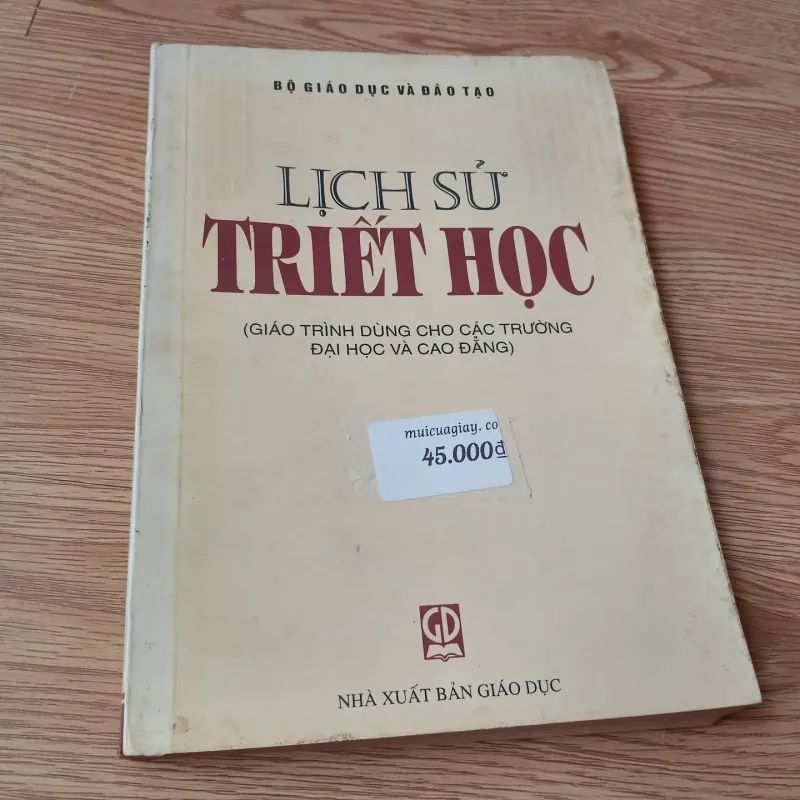 BỘ GIÁO DỤC VÀ ĐÀO TẠO
LỊCH SỬ
TRIẾT HỌC
(GIÁO TRÌNH DÙNG CHO CÁC TRƯỜNG
ĐẠI HỌC VÀ CAO ĐẲNG)
muicuagiay. co
45.000₫
GD
NHÀ XUẤT BẢN GIÁO DỤC